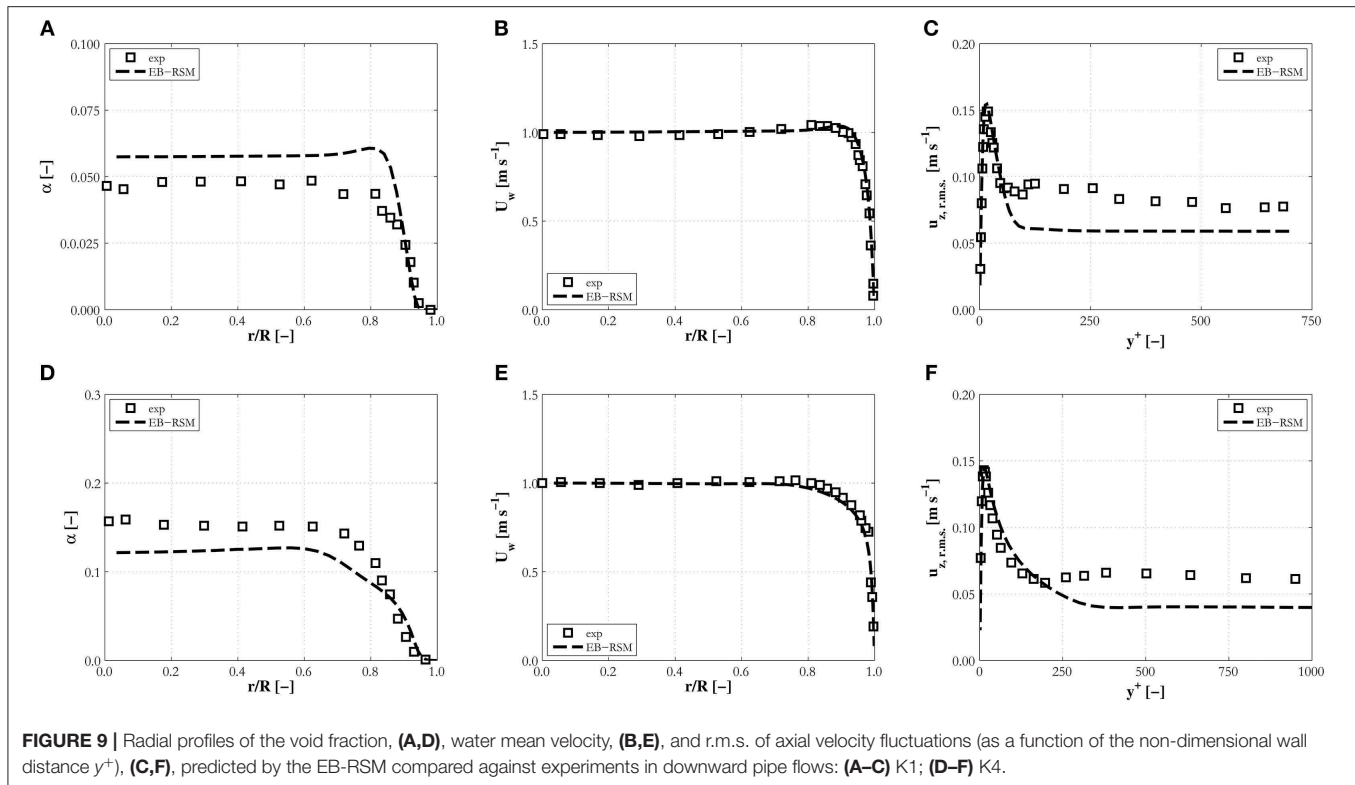 A
0.100
0.075
0.050
0.025
0.000
α [–]
exp
EB–RSM
0.0 0.2 0.4 0.6 0.8 1.0
r/R [–]
B
1.5
1.0
0.5
0.0
U_w [m s⁻¹]
exp
EB–RSM
0.0 0.2 0.4 0.6 0.8 1.0
r/R [–]
C
0.20
0.15
0.10
0.05
0.00
u_z, r.m.s. [m s⁻¹]
exp
EB–RSM
0 250 500 750
y⁺ [–]
D
0.3
0.2
0.1
0.0
α [–]
exp
EB–RSM
0.0 0.2 0.4 0.6 0.8 1.0
r/R [–]
E
1.5
1.0
0.5
0.0
U_w [m s⁻¹]
exp
EB–RSM
0.0 0.2 0.4 0.6 0.8 1.0
r/R [–]
F
0.20
0.15
0.10
0.05
0.00
u_z, r.m.s. [m s⁻¹]
exp
EB–RSM
0 250 500 750 1000
y⁺ [–]
FIGURE 9 | Radial profiles of the void fraction, (A,D), water mean velocity, (B,E), and r.m.s. of axial velocity fluctuations (as a function of the non-dimensional wall
distance y⁺), (C,F), predicted by the EB-RSM compared against experiments in downward pipe flows: (A–C) K1; (D–F) K4.